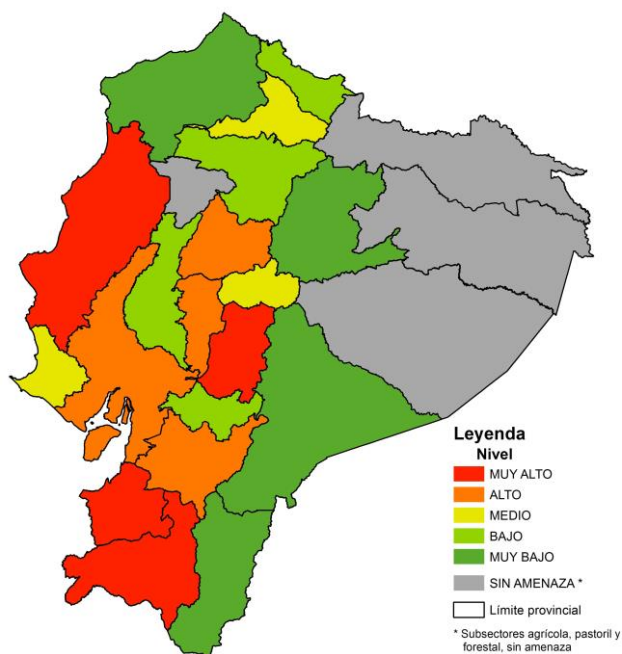 Leyenda
Nivel
MUY ALTO
ALTO
MEDIO
BAJO
MUY BAJO
SIN AMENAZA *
Límite provincial
* Subsectores agrícola, pastoril y
forestal, sin amenaza